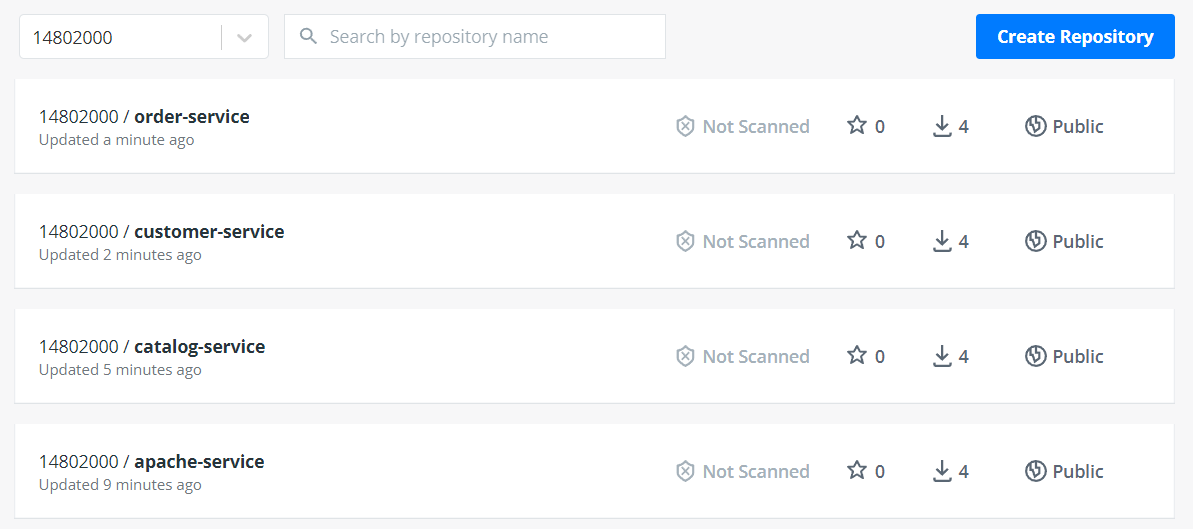 14802000 Search by repository name Create Repository
14802000 / order-service Not Scanned 0 4 Public
Updated a minute ago
14802000 / customer-service Not Scanned 0 4 Public
Updated 2 minutes ago
14802000 / catalog-service Not Scanned 0 4 Public
Updated 5 minutes ago
14802000 / apache-service Not Scanned 0 4 Public
Updated 9 minutes ago